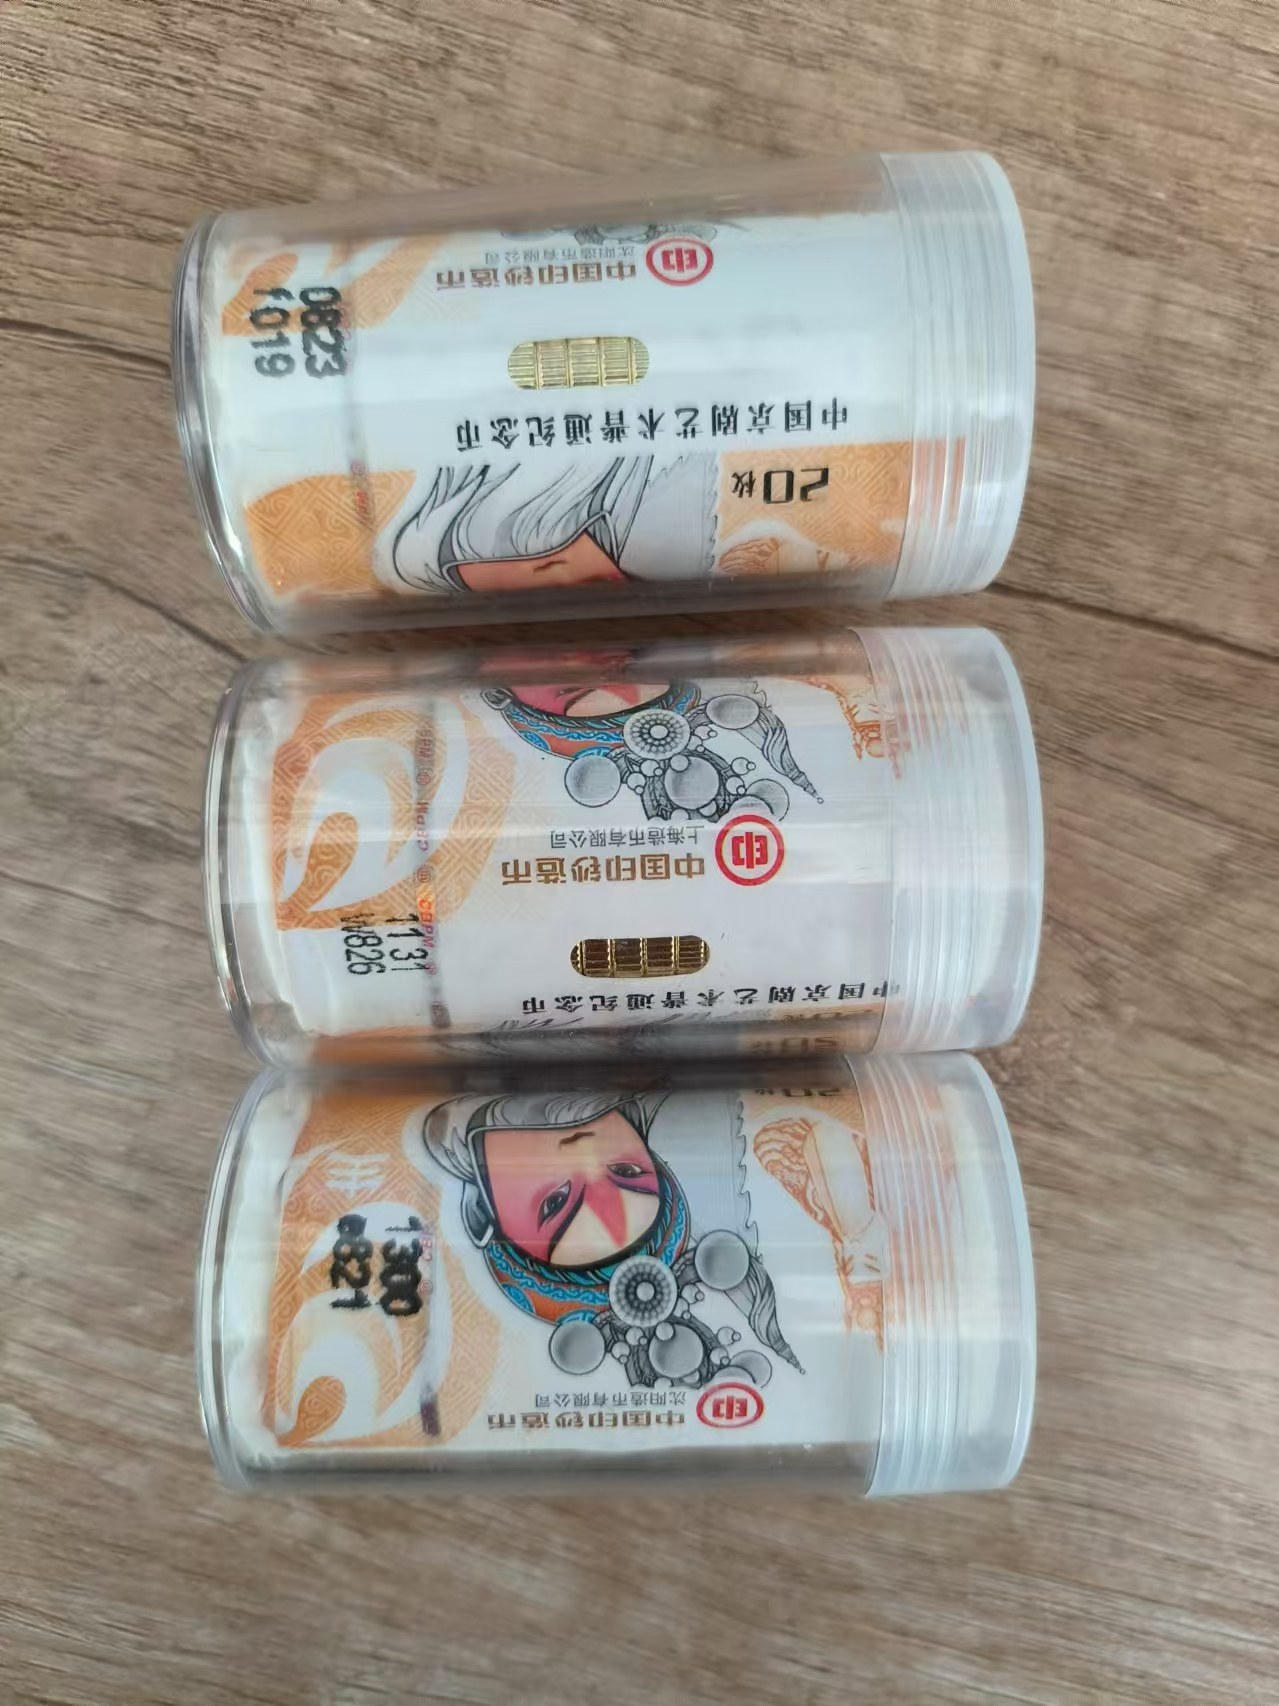 中国印钞造币
沈阳造币有限公司
0823
1019
中国京剧艺术普通纪念币
20枚
中国印钞造币
上海造币有限公司
1131
W826
中国京剧艺术普通纪念币
20枚
1300
中国印钞造币
沈阳造币有限公司